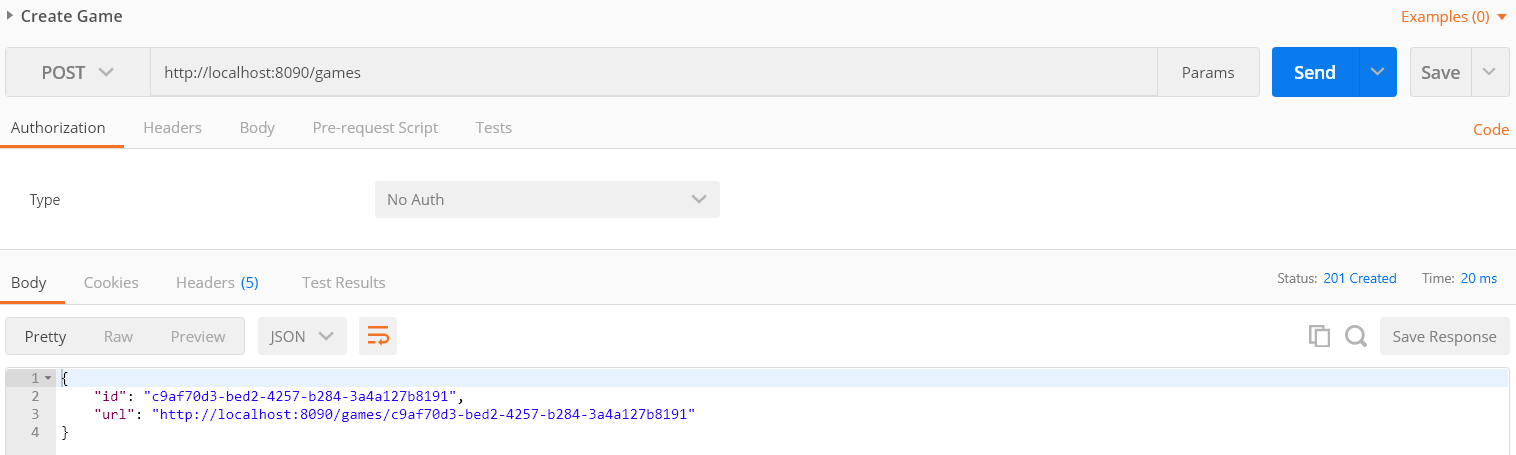 Create Game Examples (0)
POST http://localhost:8090/games Params Send Save
Authorization Headers Body Pre-request Script Tests Code
Type No Auth
Body Cookies Headers (5) Test Results Status: 201 Created Time: 20 ms
Pretty Raw Preview JSON Save Response
1 {
2 "id": "c9af70d3-bed2-4257-b284-3a4a127b8191",
3 "url": "http://localhost:8090/games/c9af70d3-bed2-4257-b284-3a4a127b8191"
4 }